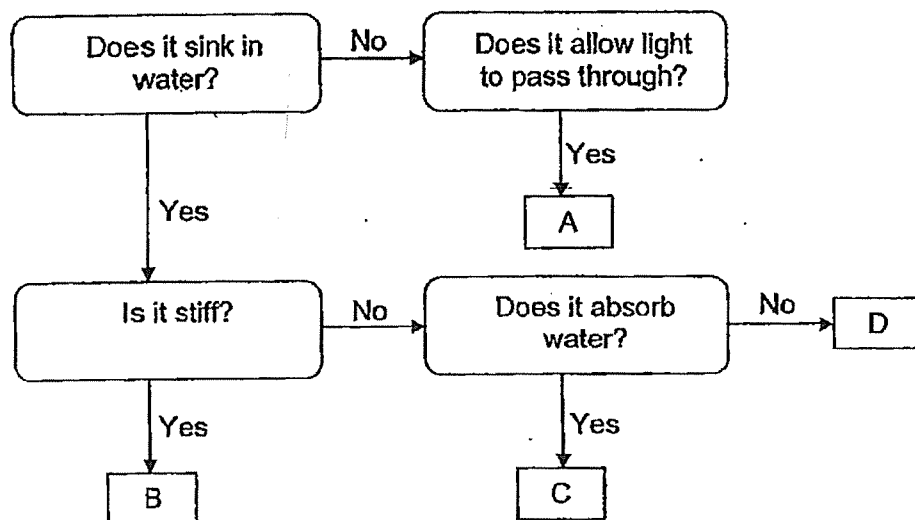 Does it sink in
water?
No
Does it allow light
to pass through?
Yes
A
Yes
Is it stiff?
No
Does it absorb
water?
No
D
Yes
B
Yes
C